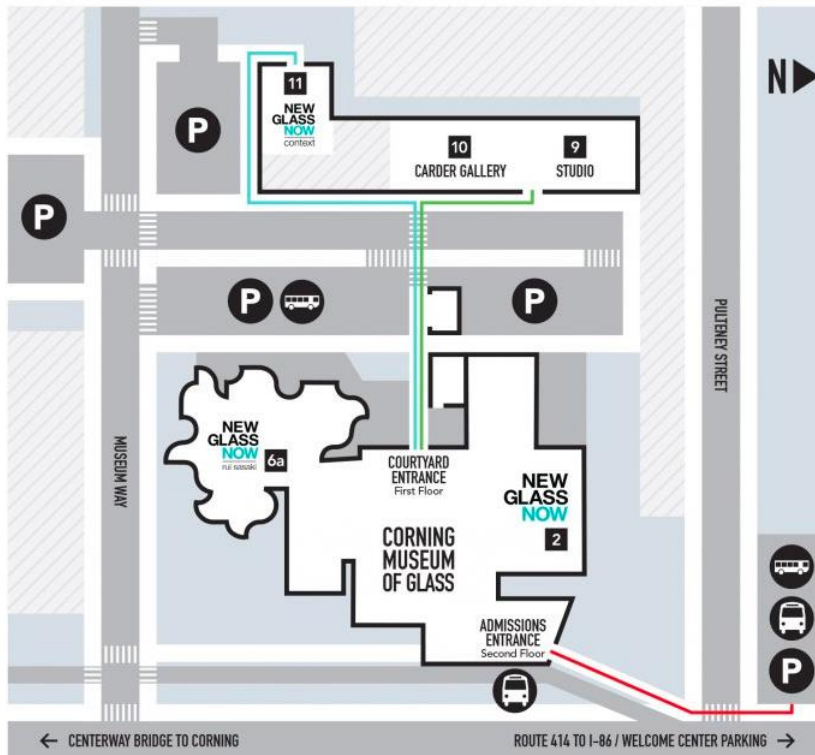 11
NEW
GLASS
NOW
context
N
P
10
CARDER GALLERY
9
STUDIO
P
P
P
PULTENEY STREET
MUSEUM WAY
NEW
GLASS
NOW
rui sasaki
6a
COURTYARD
ENTRANCE
First Floor
NEW
GLASS
NOW
2
CORNING
MUSEUM
OF GLASS
ADMISSIONS
ENTRANCE
Second Floor
P
← CENTERWAY BRIDGE TO CORNING
ROUTE 414 TO I-86 / WELCOME CENTER PARKING →